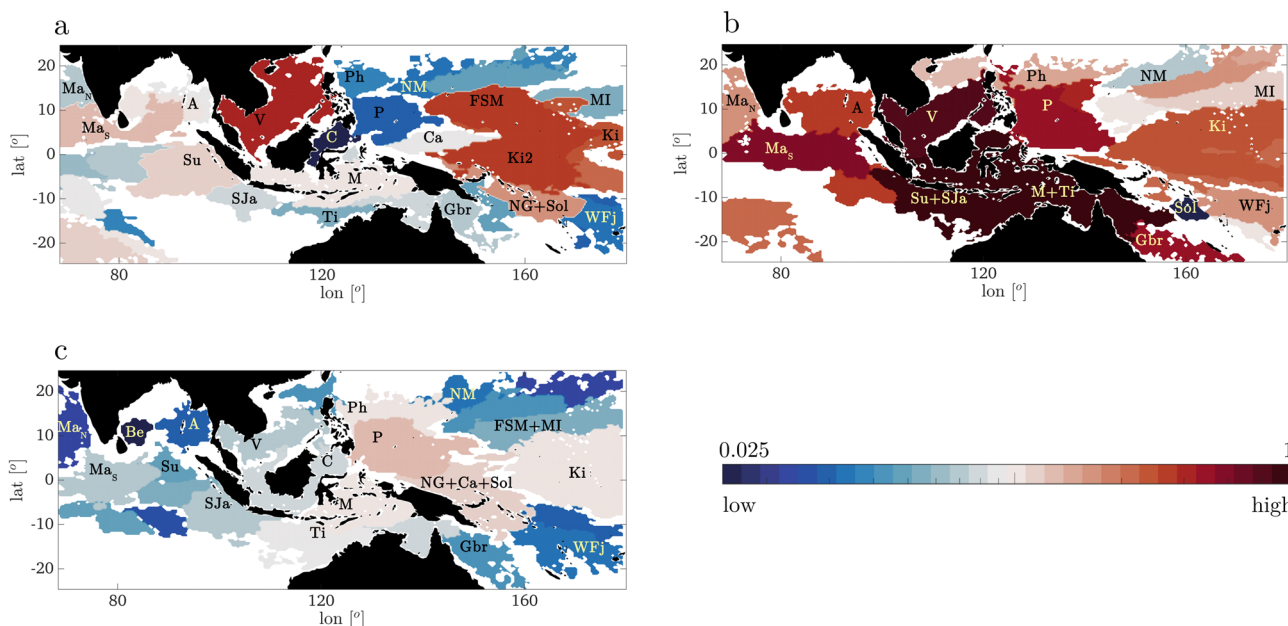 a
20
10
0
-10
-20
lat [o]
Ma_N
Ma_S
A
V
Su
SJa
Ti
M
C
Ph
P
NM
Ca
FSM
MI
Ki
Ki2
NG+Sol
Gbr
WFj
80
120
160
lon [o]
b
20
10
0
-10
-20
lat [o]
Ma_N
Ma_S
A
V
Ph
P
NM
MI
Ki
Su+SJa
M+Ti
Sol
WFj
Gbr
80
120
160
lon [o]
c
20
10
0
-10
-20
lat [o]
Ma_N
Be
A
Ma_S
Su
SJa
V
C
M
Ti
Ph
P
NM
FSM+MI
NG+Ca+Sol
Ki
Gbr
WFj
80
120
160
lon [o]
0.025
1
low
high